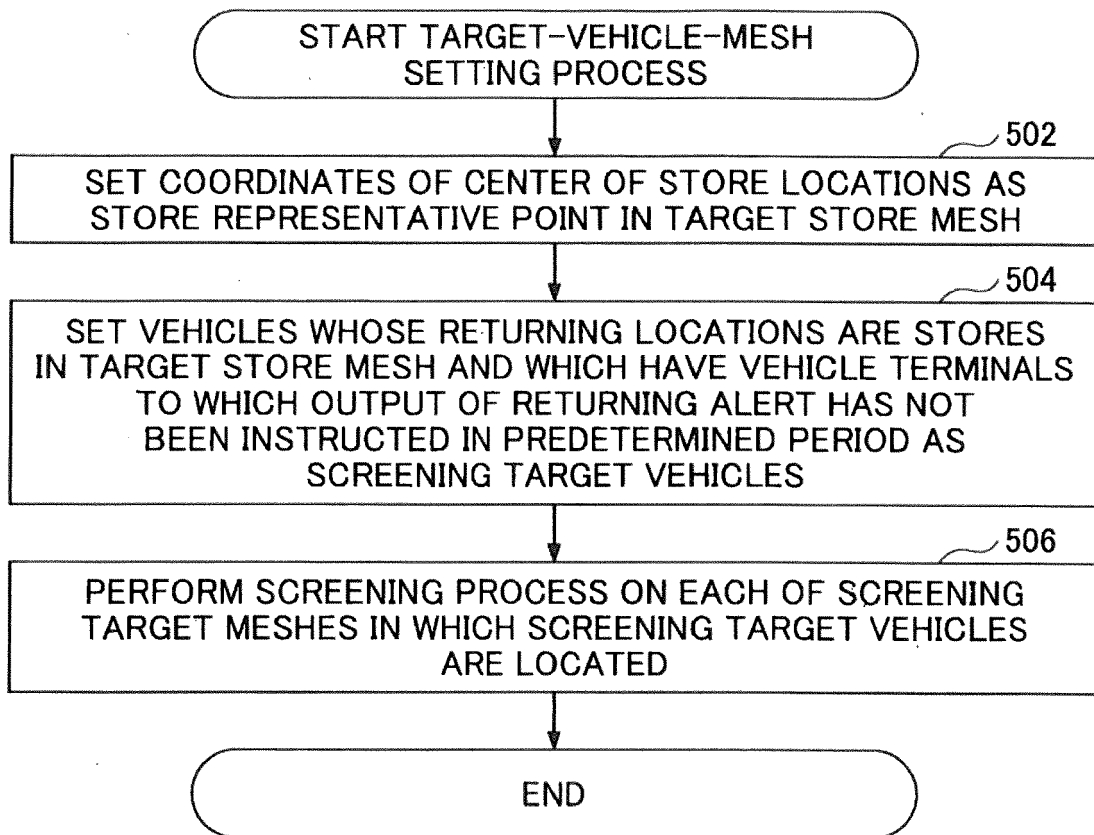 START TARGET-VEHICLE-MESH
SETTING PROCESS
502
SET COORDINATES OF CENTER OF STORE LOCATIONS AS
STORE REPRESENTATIVE POINT IN TARGET STORE MESH
504
SET VEHICLES WHOSE RETURNING LOCATIONS ARE STORES
IN TARGET STORE MESH AND WHICH HAVE VEHICLE TERMINALS
TO WHICH OUTPUT OF RETURNING ALERT HAS NOT
BEEN INSTRUCTED IN PREDETERMINED PERIOD AS
SCREENING TARGET VEHICLES
506
PERFORM SCREENING PROCESS ON EACH OF SCREENING
TARGET MESHES IN WHICH SCREENING TARGET VEHICLES
ARE LOCATED
END